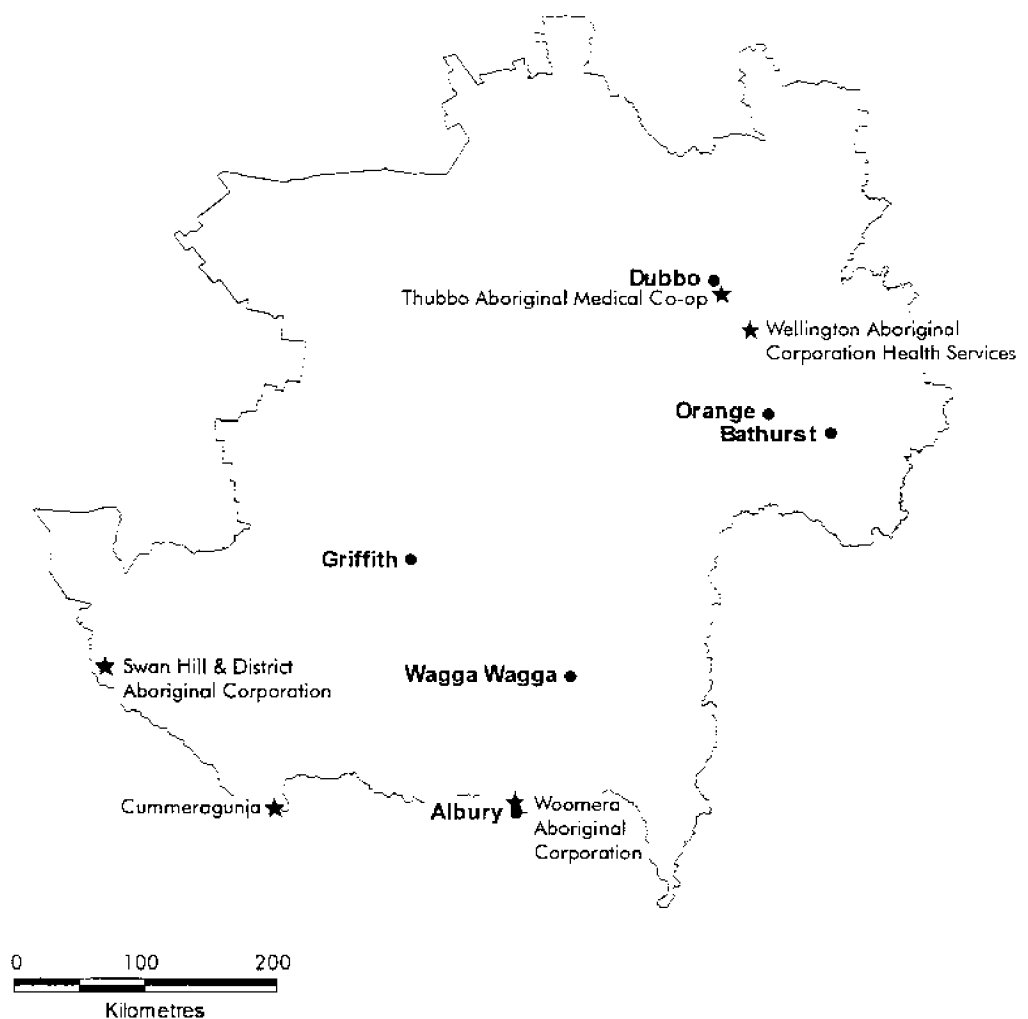 Dubbo
Thubbo Aboriginal Medical Co-op
Wellington Aboriginal
Corporation Health Services
Orange
Bathurst
Griffith
Swan Hill & District
Aboriginal Corporation
Wagga Wagga
Cummeragunja
Albury
Woomera
Aboriginal
Corporation
0 100 200
Kilometres